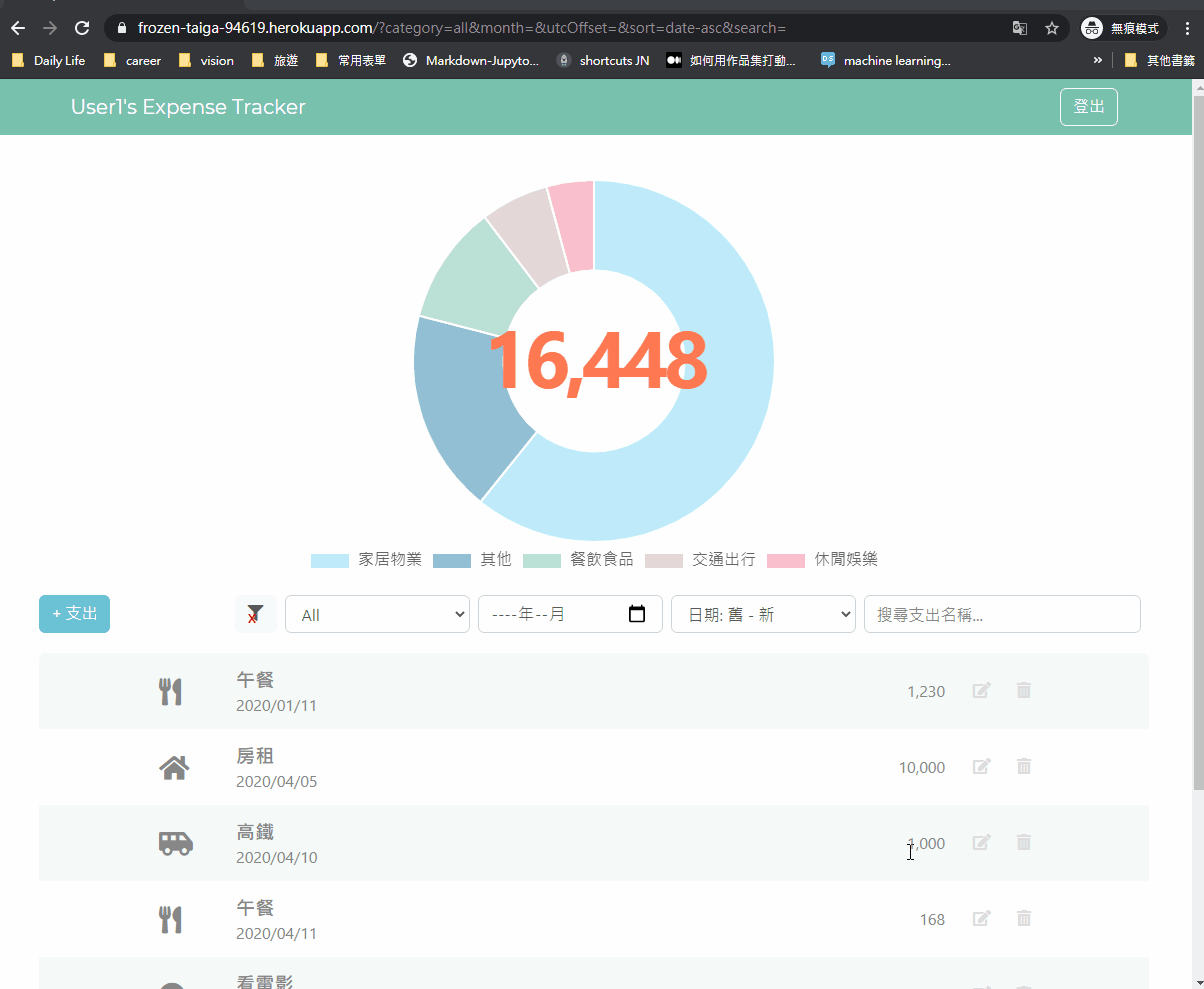 frozen-taiga-94619.herokuapp.com/?category=all&month=&utcOffset=&sort=date-asc&search=
無痕模式
Daily Life
career
vision
旅遊
常用表單
Markdown-Jupyto...
shortcuts JN
如何用作品集打動...
machine learning...
»
其他書籤
User1's Expense Tracker
登出
16,448
家居物業
其他
餐飲食品
交通出行
休閒娛樂
+ 支出
All
----年--月
日期: 舊 - 新
搜尋支出名稱...
午餐
2020/01/11
1,230
房租
2020/04/05
10,000
高鐵
2020/04/10
1,000
午餐
2020/04/11
168
看電影